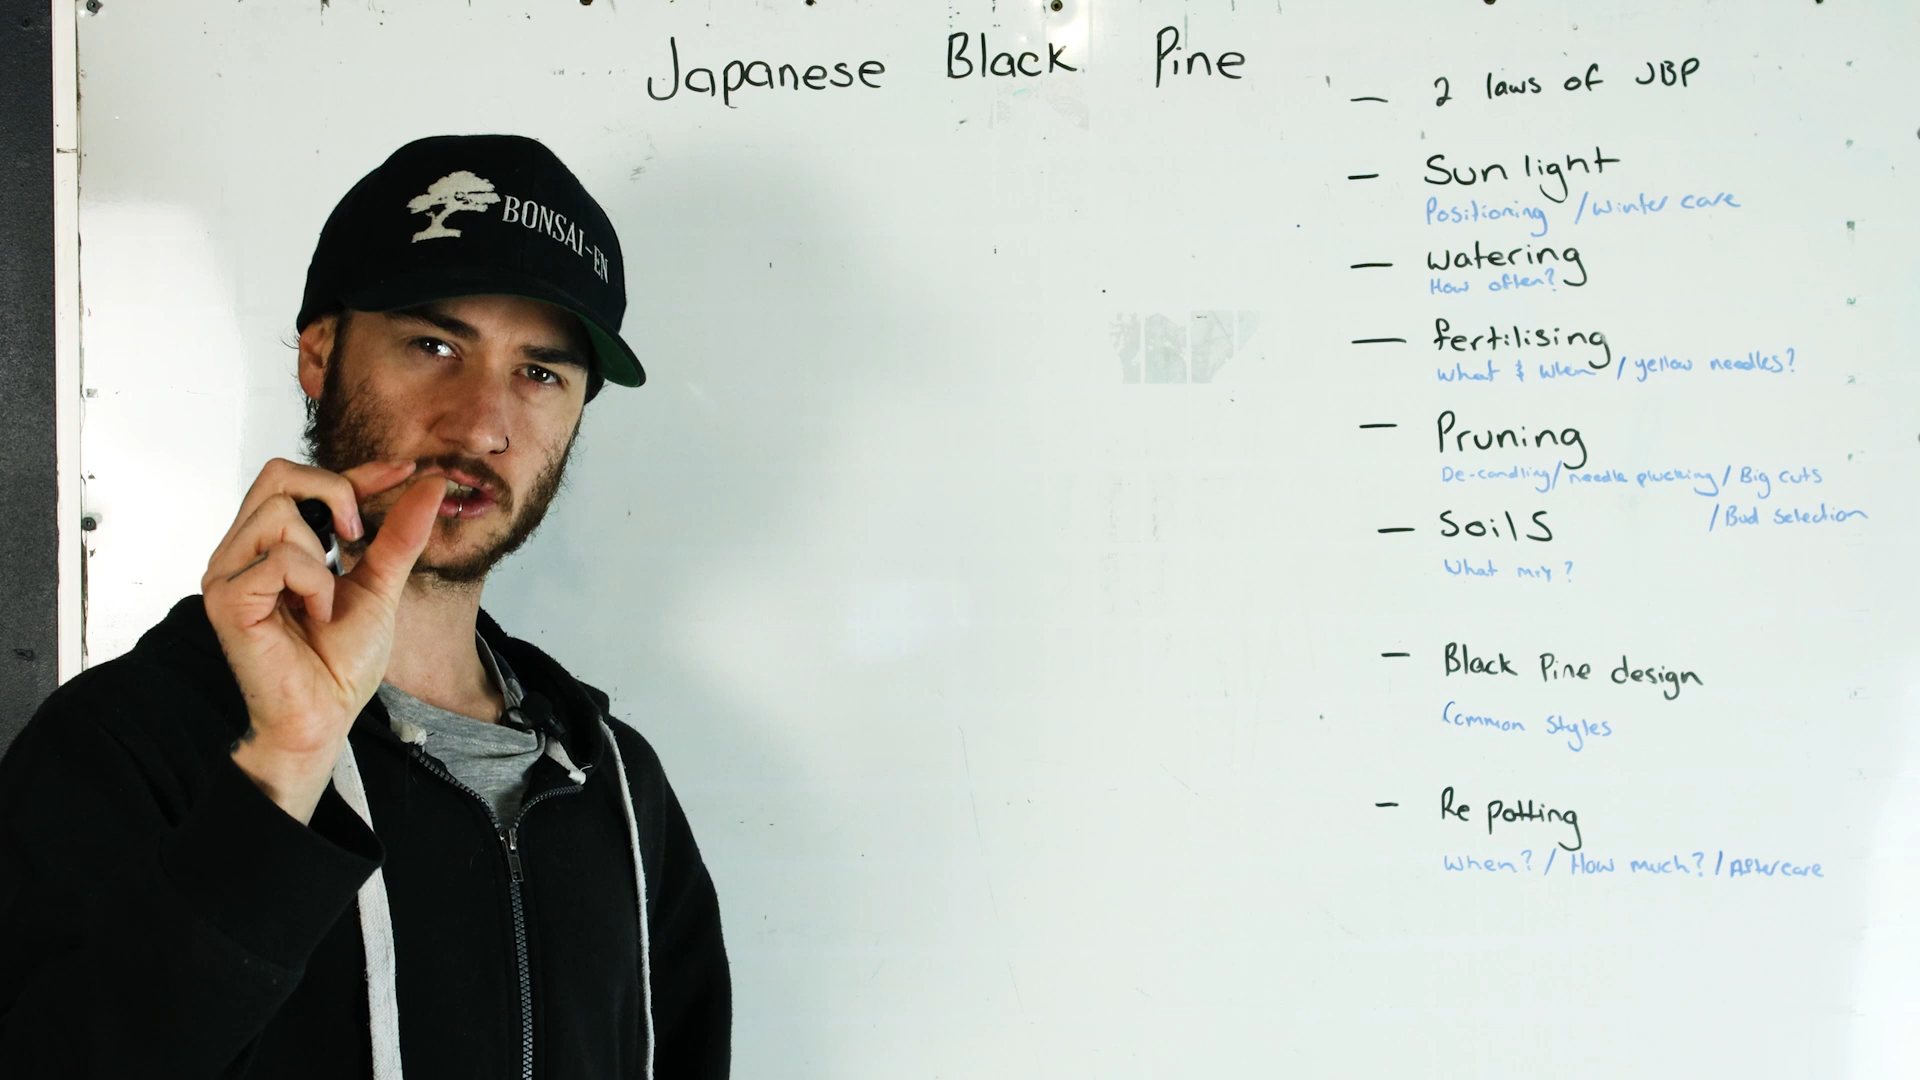 Japanese Black Pine
BONSAI-EN
— 2 laws of JBP
— Sun light
Positioning / Winter care
— Watering
How often?
— fertilising
What & When / yellow needles?
— Pruning
De-candling / needle plucking / Big cuts
/ Bud Selection
— Soils
What mix?
— Black Pine design
Common Styles
— Re potting
When? / How much? / Aftercare